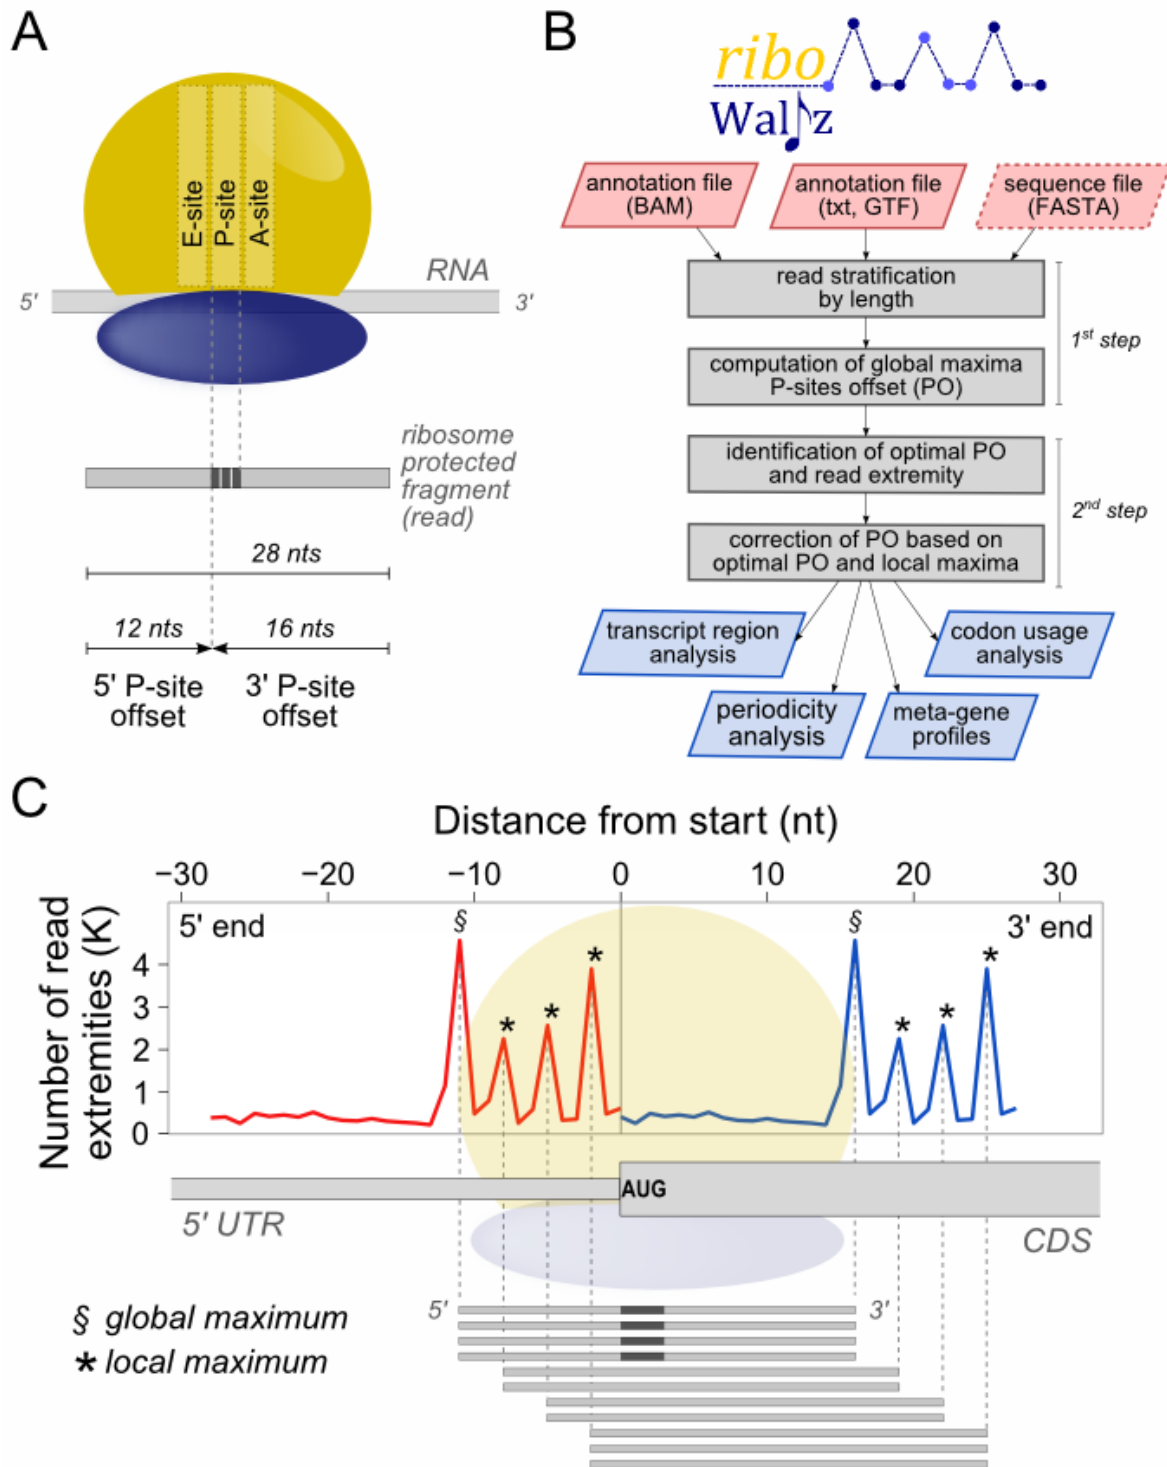 A
E-site
P-site
A-site
RNA
5'
3'
ribosome
protected
fragment
(read)
28 nts
12 nts
16 nts
5' P-site
offset
3' P-site
offset
B
ribo
Waltz
annotation file
(BAM)
annotation file
(txt, GTF)
sequence file
(FASTA)
read stratification
by length
computation of global maxima
P-sites offset (PO)
1st step
identification of optimal PO
and read extremity
correction of PO based on
optimal PO and local maxima
2nd step
transcript region
analysis
codon usage
analysis
periodicity
analysis
meta-gene
profiles
C
Distance from start (nt)
−30 −20 −10 0 10 20 30
Number of read
extremities (K)
5' end
3' end
4
3
2
1
0
§
*
*
*
§
*
*
*
AUG
5' UTR
CDS
5'
3'
§ global maximum
* local maximum